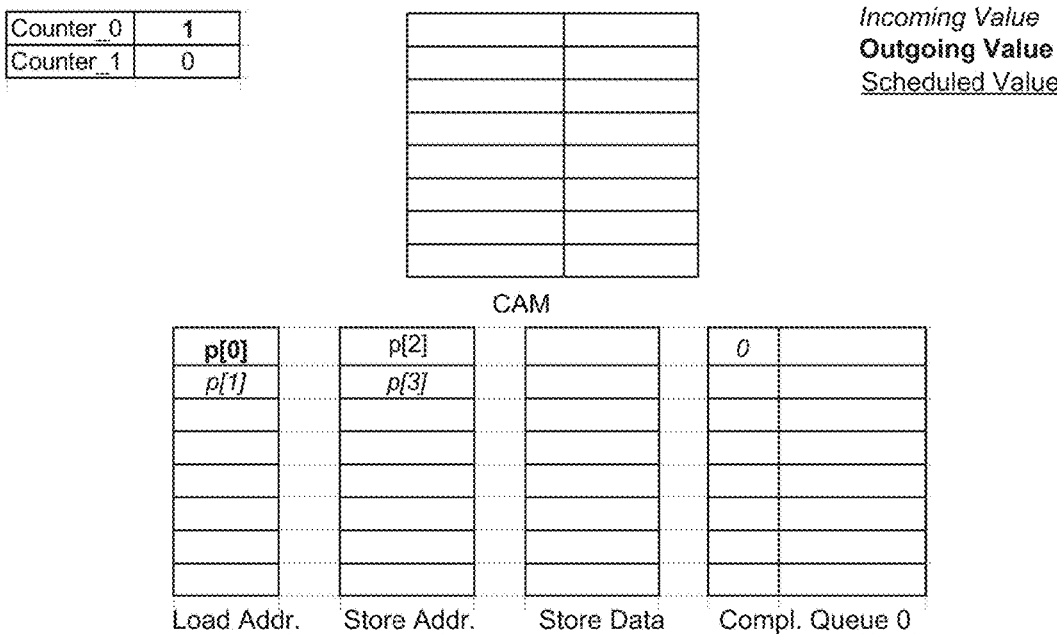 Counter_0 1
Counter_1 0
Incoming Value
Outgoing Value
Scheduled Value
CAM
p[0] p[2] 0
p[1] p[3]
Load Addr. Store Addr. Store Data Compl. Queue 0